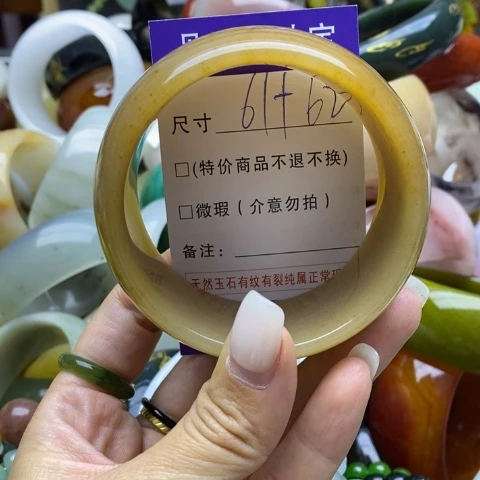 尺寸 61+ 62
□(特价商品不退不换)
□微瑕(介意勿拍)
备注:
天然玉石有纹有裂纯属正常